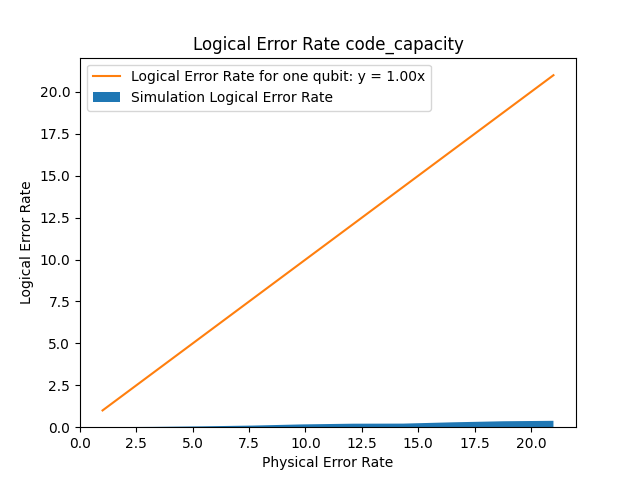 Logical Error Rate code_capacity
Logical Error Rate for one qubit: y = 1.00x
Simulation Logical Error Rate
Logical Error Rate
20.0
17.5
15.0
12.5
10.0
7.5
5.0
2.5
0.0
0.0 2.5 5.0 7.5 10.0 12.5 15.0 17.5 20.0
Physical Error Rate